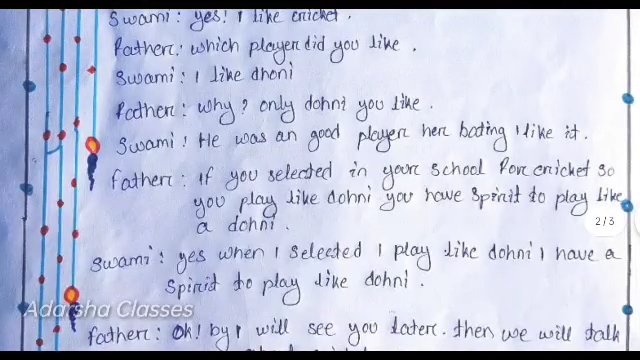 Swami: yes! I like cricket.
Father: which player did you like.
Swami: I like dhoni
Father: why? only dohni you like.
Swami: He was an good player her bating I like it.
Father: If you selected in your school For cricket so
you play like dohni you have spirit to play like
a dohni.
2/3
Swami: yes when I selected I play like dohni I have a
spirit to play like dohni.
Adarsha Classes
father: Ok! by I will see you later. then we will talk